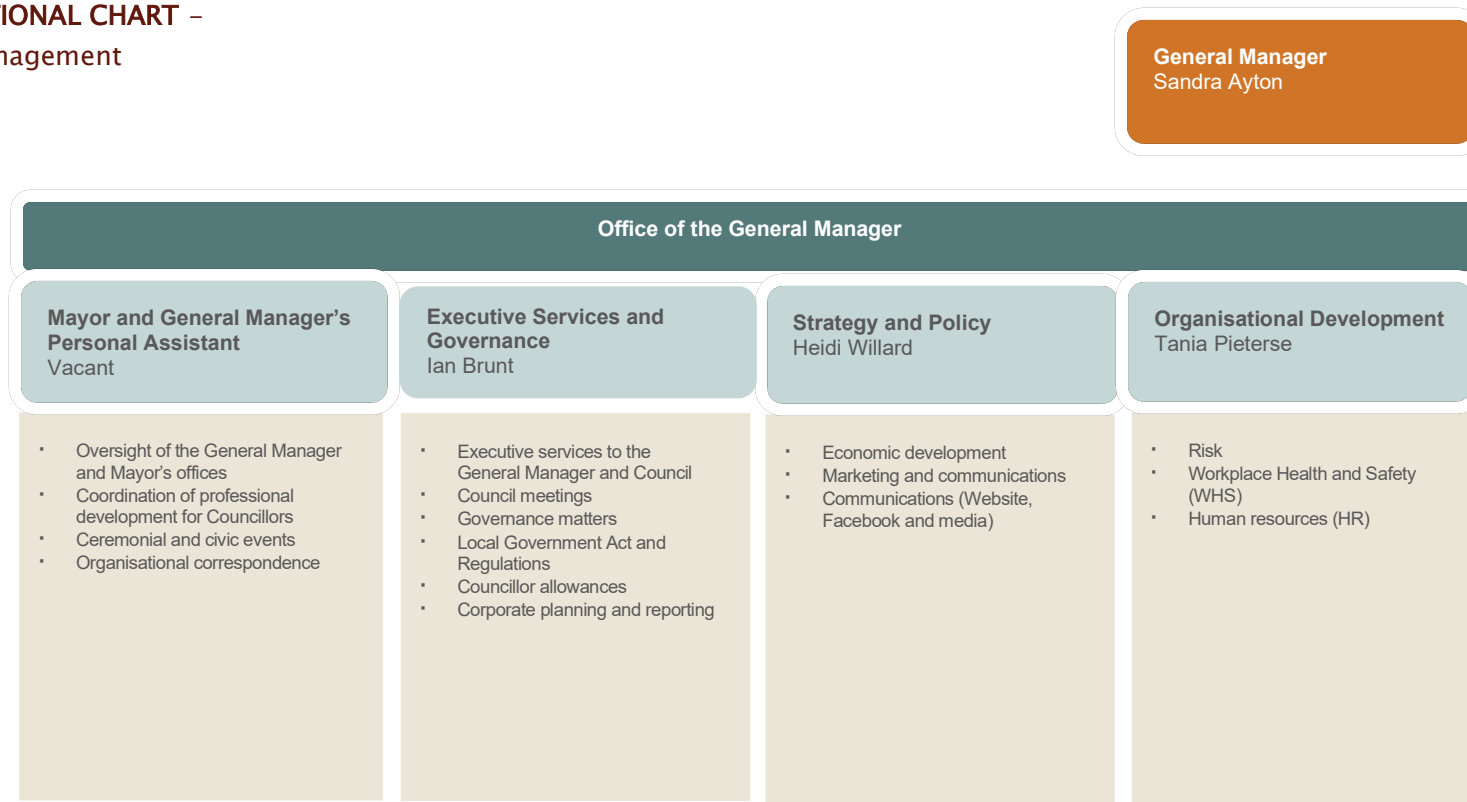 TIONAL CHART –
nagement
General Manager
Sandra Ayton
Office of the General Manager
Mayor and General Manager’s
Personal Assistant
Vacant
Executive Services and
Governance
Ian Brunt
Strategy and Policy
Heidi Willard
Organisational Development
Tania Pieterse
▪ Oversight of the General Manager
and Mayor’s offices
▪ Coordination of professional
development for Councillors
▪ Ceremonial and civic events
▪ Organisational correspondence
▪ Executive services to the
General Manager and Council
▪ Council meetings
▪ Governance matters
▪ Local Government Act and
Regulations
▪ Councillor allowances
▪ Corporate planning and reporting
▪ Economic development
▪ Marketing and communications
▪ Communications (Website,
Facebook and media)
▪ Risk
▪ Workplace Health and Safety
(WHS)
▪ Human resources (HR)